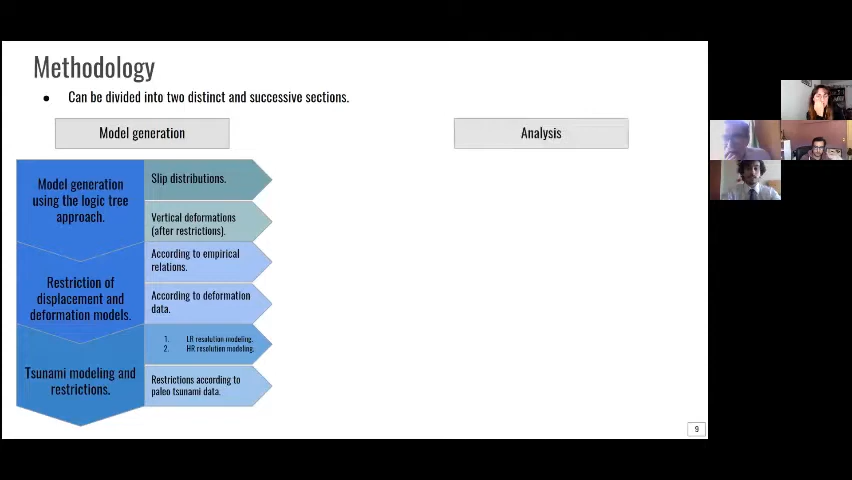 Methodology
● Can be divided into two distinct and successive sections.
Model generation
Analysis
Model generation
using the logic tree
approach.
Slip distributions.
Vertical deformations
(after restrictions).
Restriction of
displacement and
deformation models.
According to empirical
relations.
According to deformation
data.
Tsunami modeling and
restrictions.
1. LR resolution modeling.
2. HR resolution modeling.
Restrictions according to
paleo tsunami data.
9